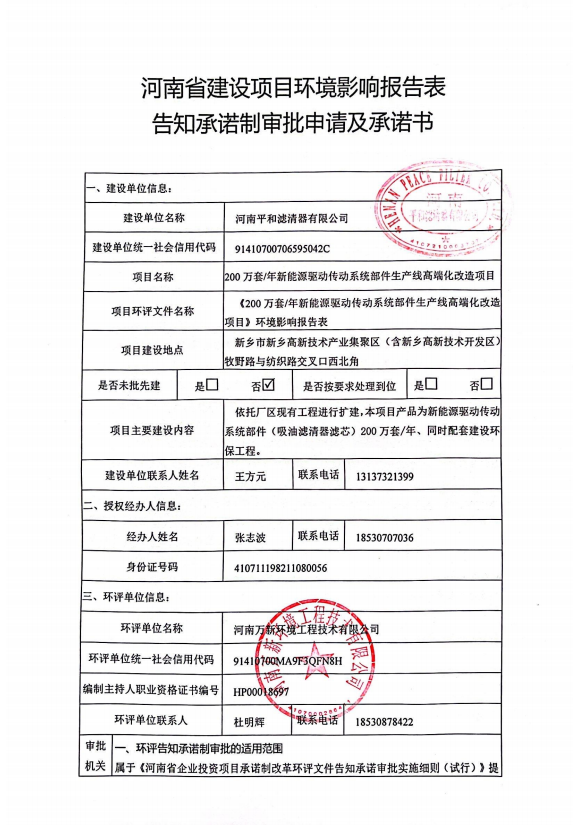 河南省建设项目环境影响报告表
告知承诺制审批申请及承诺书
一、建设单位信息：
HENAN PEACE FILTER CO
河南
建设单位名称 河南平和滤清器有限公司
建设单位统一社会信用代码 91410700706595042C
项目名称 200 万套/年新能源驱动传动系统部件生产线高端化改造项目
项目环评文件名称 《200 万套/年新能源驱动传动系统部件生产线高端化改造
项目》环境影响报告表
项目建设地点 新乡市新乡高新技术产业集聚区（含新乡高新技术开发区）
牧野路与纺织路交叉口西北角
是否未批先建 是☐ 否☑ 是否按要求处理到位 是☐ 否☐
项目主要建设内容 依托厂区现有工程进行扩建,本项目产品为新能源驱动传动
系统部件（吸油滤清器滤芯）200 万套/年、同时配套建设环
保工程。
建设单位联系人姓名 王方元 联系电话 13137321399
二、授权经办人信息：
经办人姓名 张志波 联系电话 18530707036
身份证号码 410711198211080056
三、环评单位信息：
环评单位名称 河南万新环境工程技术有限公司
环评单位统一社会信用代码 91410700MA9F3QFN8H
编制主持人职业资格证书编号 HP00018697
环评单位联系人 杜明辉 联系电话 18530878422
审批 一、环评告知承诺制审批的适用范围
机关 属于《河南省企业投资项目承诺制改革环评文件告知承诺审批实施细则（试行）》提